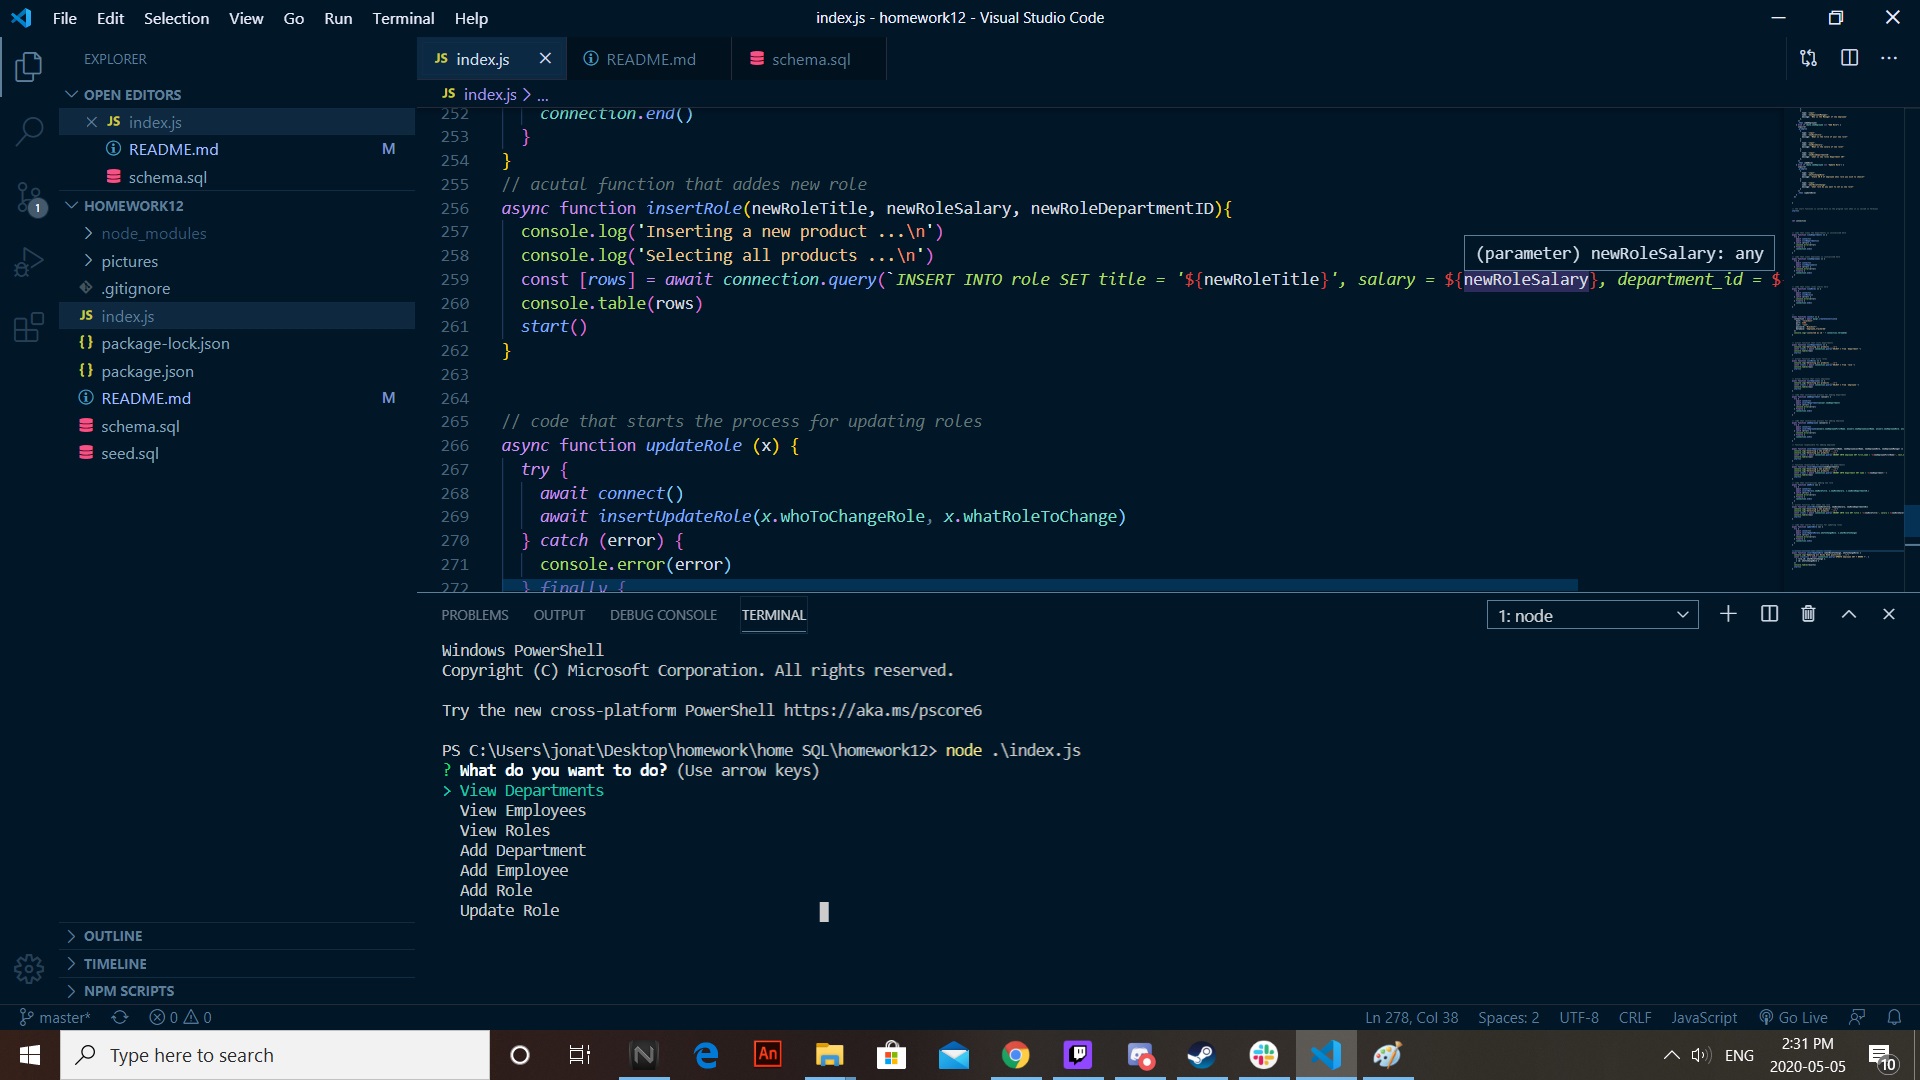 File Edit Selection View Go Run Terminal Help
index.js - homework12 - Visual Studio Code
EXPLORER
OPEN EDITORS
JS index.js
README.md M
schema.sql
HOMEWORK12
node_modules
pictures
.gitignore
JS index.js
{} package-lock.json
{} package.json
README.md M
schema.sql
seed.sql
OUTLINE
TIMELINE
NPM SCRIPTS
1
JS index.js
README.md
schema.sql
JS index.js > ...
252 connection.end()
253 }
254 }
255 // acutal function that addes new role
256 async function insertRole(newRoleTitle, newRoleSalary, newRoleDepartmentID){
257 console.log('Inserting a new product ...\n')
258 console.log('Selecting all products ...\n')
(parameter) newRoleSalary: any
259 const [rows] = await connection.query(`INSERT INTO role SET title = '${newRoleTitle}', salary = ${newRoleSalary}, department_id = $
260 console.table(rows)
261 start()
262 }
263
264
265 // code that starts the process for updating roles
266 async function updateRole (x) {
267 try {
268 await connect()
269 await insertUpdateRole(x.whoToChangeRole, x.whatRoleToChange)
270 } catch (error) {
271 console.error(error)
272 } finally {
PROBLEMS OUTPUT DEBUG CONSOLE TERMINAL
1: node
Windows PowerShell
Copyright (C) Microsoft Corporation. All rights reserved.
Try the new cross-platform PowerShell https://aka.ms/pscore6
PS C:\Users\jonat\Desktop\homework\home SQL\homework12> node .\index.js
? What do you want to do? (Use arrow keys)
> View Departments
View Employees
View Roles
Add Department
Add Employee
Add Role
Update Role
master* 0 0
Ln 278, Col 38 Spaces: 2 UTF-8 CRLF JavaScript Go Live
Type here to search
An
ENG
2:31 PM
2020-05-05
10